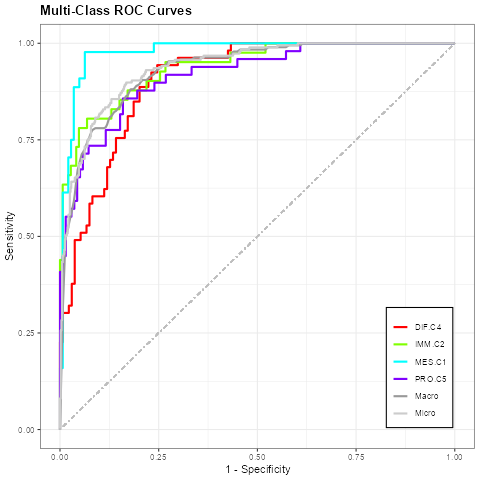 Multi-Class ROC Curves
1.00
0.75
0.50
0.25
0.00
Sensitivity
DIF.C4
IMM.C2
MES.C1
PRO.C5
Macro
Micro
0.00 0.25 0.50 0.75 1.00
1 - Specificity